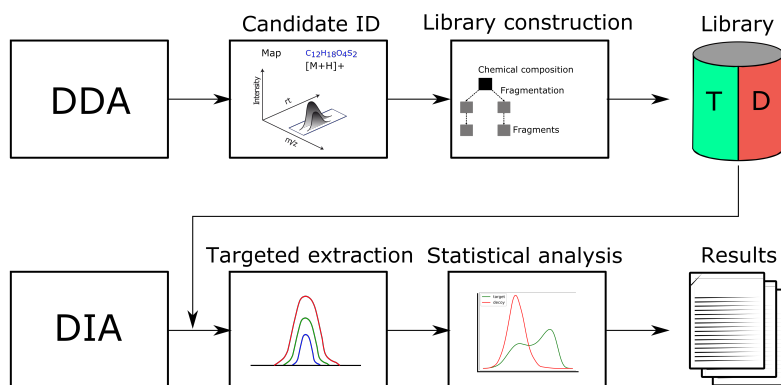 Candidate ID
Library construction
Library
DDA
Map
C12H18O4S2
[M+H]+
Intensity
rt
m/z
Chemical composition
Fragmentation
Fragments
T
D
Targeted extraction
Statistical analysis
Results
DIA
target
decoy